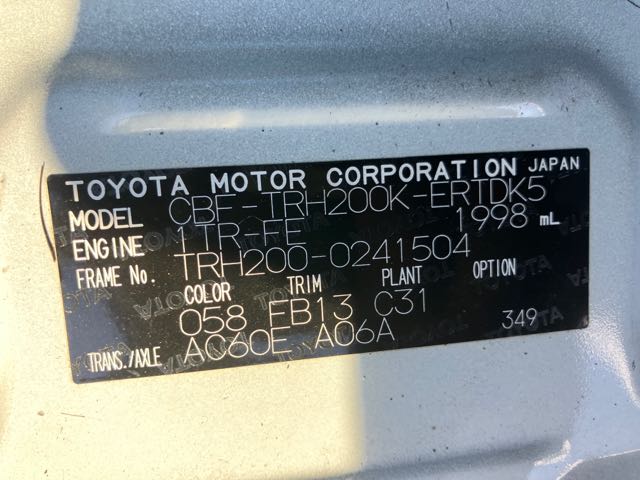 TOYOTA MOTOR CORPORATION JAPAN
MODEL CBF-TRH200K-ERTDK5
ENGINE 1TR-FE 1998 mL
FRAME No. TRH200-0241504
COLOR TRIM PLANT OPTION
058 FB13 C31 349
TRANS./AXLE AC60E A06A